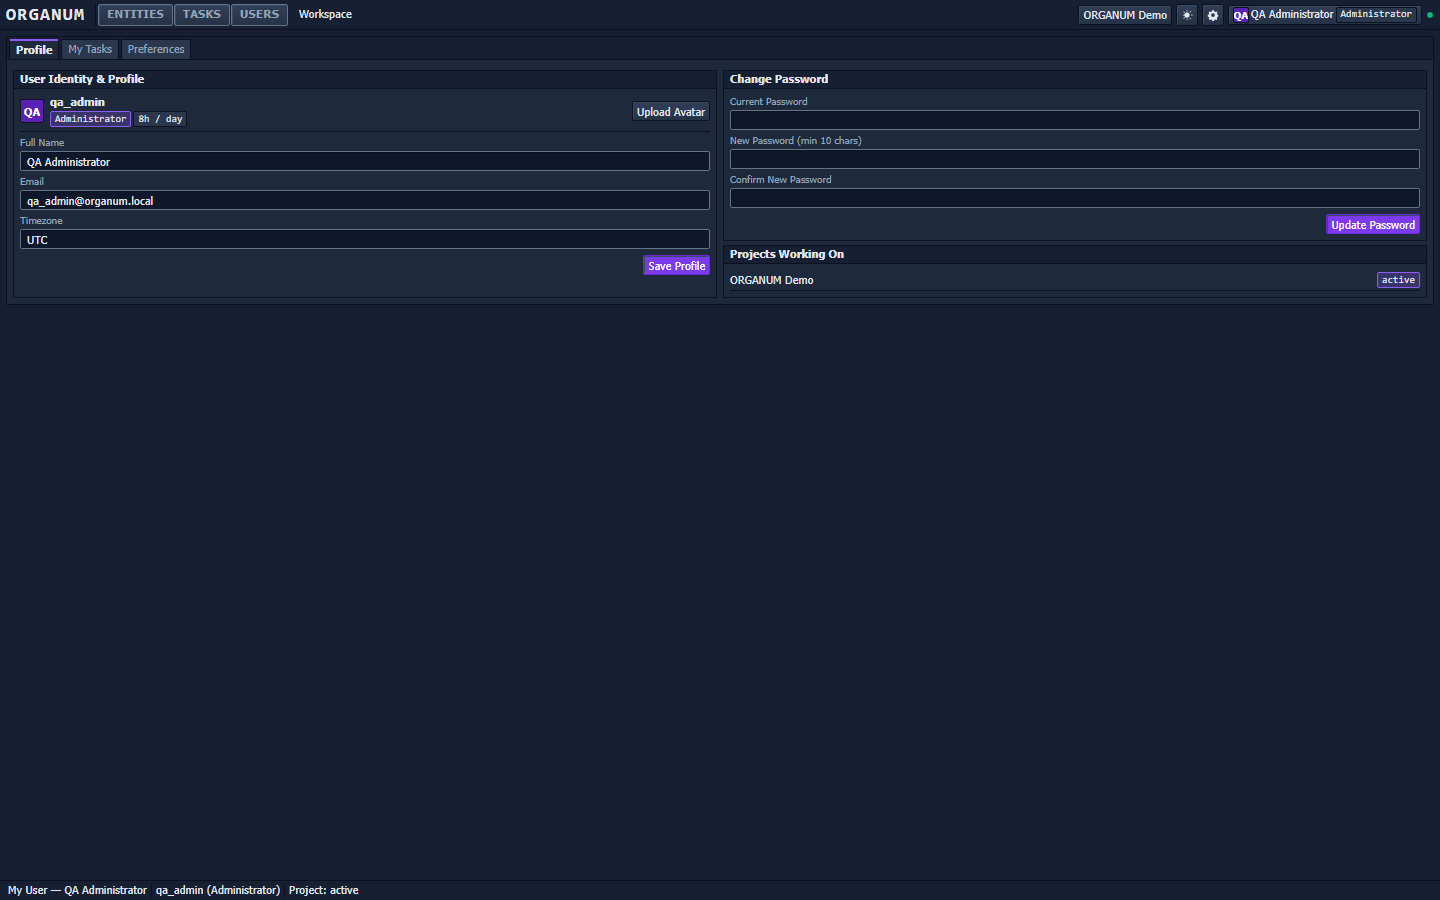 ORGANUM ENTITIES TASKS USERS Workspace ORGANUM Demo QA QA Administrator Administrator
Profile My Tasks Preferences
User Identity & Profile
QA qa_admin
Administrator 8h / day
Upload Avatar
Full Name
QA Administrator
Email
qa_admin@organum.local
Timezone
UTC
Save Profile
Change Password
Current Password
New Password (min 10 chars)
Confirm New Password
Update Password
Projects Working On
ORGANUM Demo active
My User — QA Administrator qa_admin (Administrator) Project: active